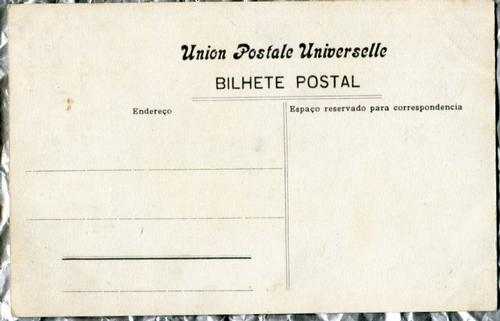 Union Postale Universelle
BILHETE POSTAL
Endereço
Espaço reservado para correspondencia